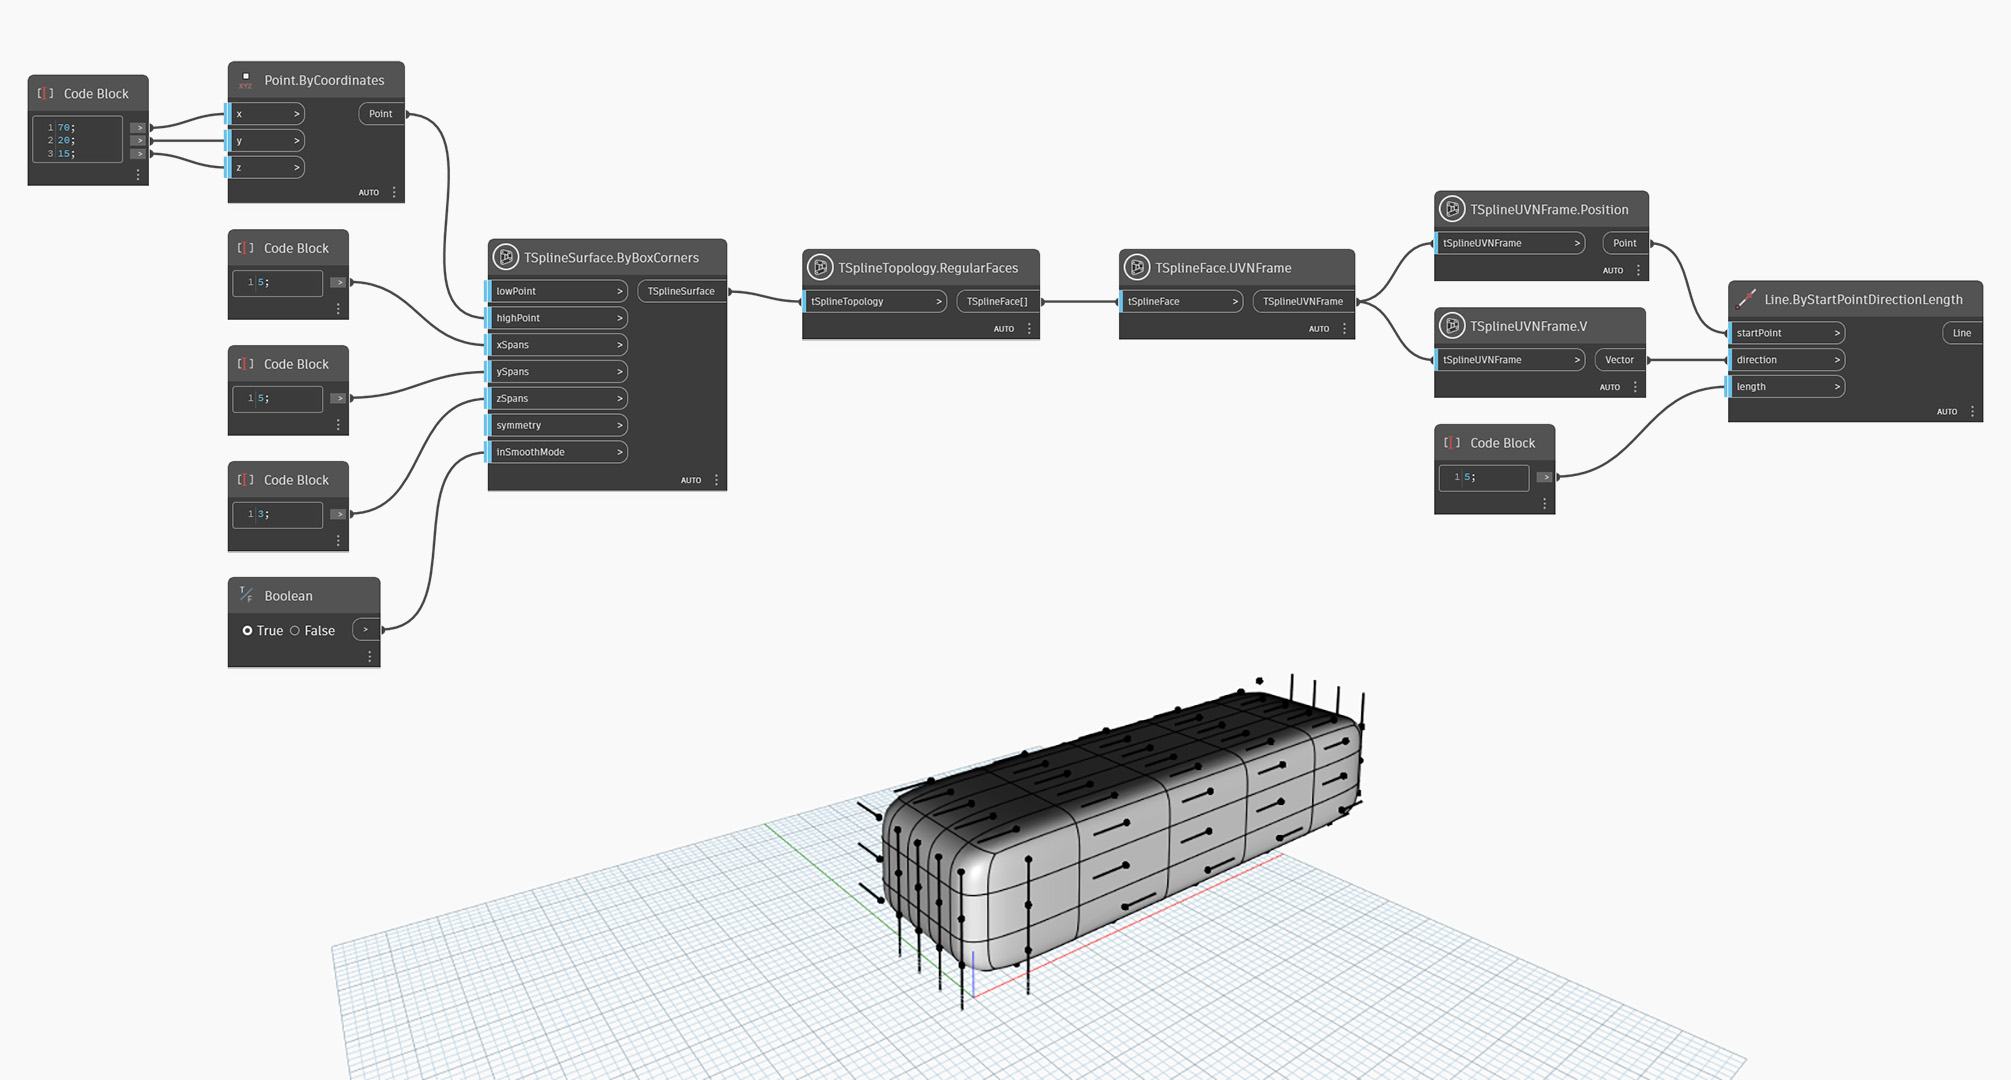 Code Block
1 70;
2 20;
3 15;
>
>
>
XYZ
Point.ByCoordinates
x >
Point
y >
z >
AUTO
Code Block
1 5;
>
Code Block
1 5;
>
Code Block
1 3;
>
T/F
Boolean
True False
>
TSplineSurface.ByBoxCorners
lowPoint >
TSplineSurface
highPoint >
xSpans >
ySpans >
zSpans >
symmetry >
inSmoothMode >
AUTO
TSplineTopology.RegularFaces
tSplineTopology >
TSplineFace[]
AUTO
TSplineFace.UVNFrame
tSplineFace >
TSplineUVNFrame
AUTO
TSplineUVNFrame.Position
tSplineUVNFrame >
Point
AUTO
TSplineUVNFrame.V
tSplineUVNFrame >
Vector
AUTO
Code Block
1 5;
>
Line.ByStartPointDirectionLength
startPoint >
Line
direction >
length >
AUTO